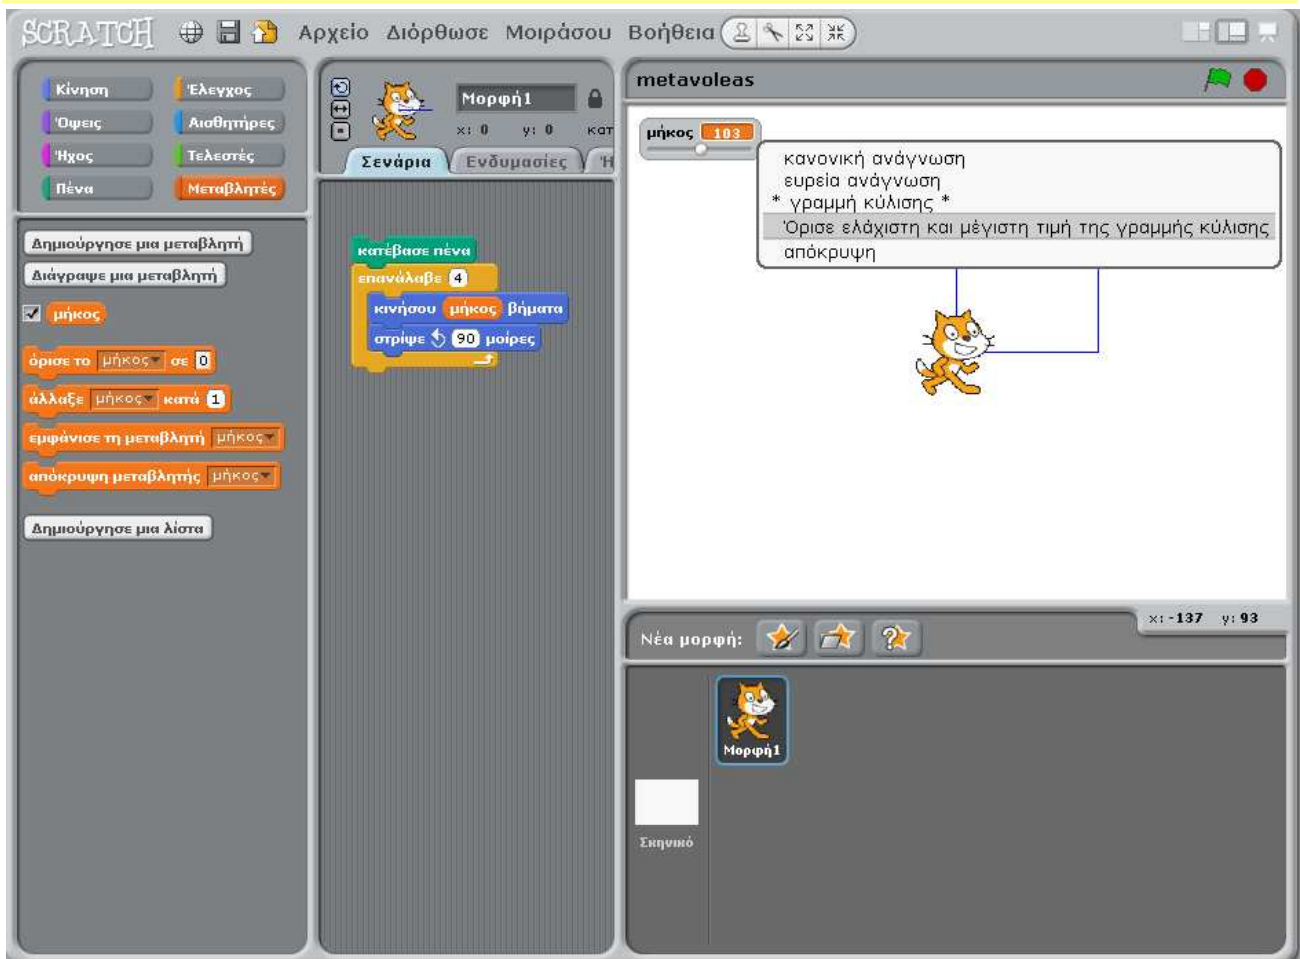 SCRATCH Αρχείο Διόρθωσε Μοιράσου Βοήθεια
Κίνηση Έλεγχος
Όψεις Αισθητήρες
Ήχος Τελεστές
Πένα Μεταβλητές
Δημιούργησε μια μεταβλητή
Διάγραψε μια μεταβλητή
μήκος
όρισε το μήκος σε 0
άλλαξε μήκος κατά 1
εμφάνισε τη μεταβλητή μήκος
απόκρυψη μεταβλητής μήκος
Δημιούργησε μια λίστα
Μορφή1
x: 0 y: 0 κατ
Σενάρια Ενδυμασίες Ή
κατέβασε πένα
επανάλαβε 4
κινήσου μήκος βήματα
στρίψε 90 μοίρες
metavoleas
μήκος 103
κανονική ανάγνωση
ευρεία ανάγνωση
* γραμμή κύλισης *
Όρισε ελάχιστη και μέγιστη τιμή της γραμμής κύλισης
απόκρυψη
x: -137 y: 93
Νέα μορφή:
Μορφή1
Σκηνικό